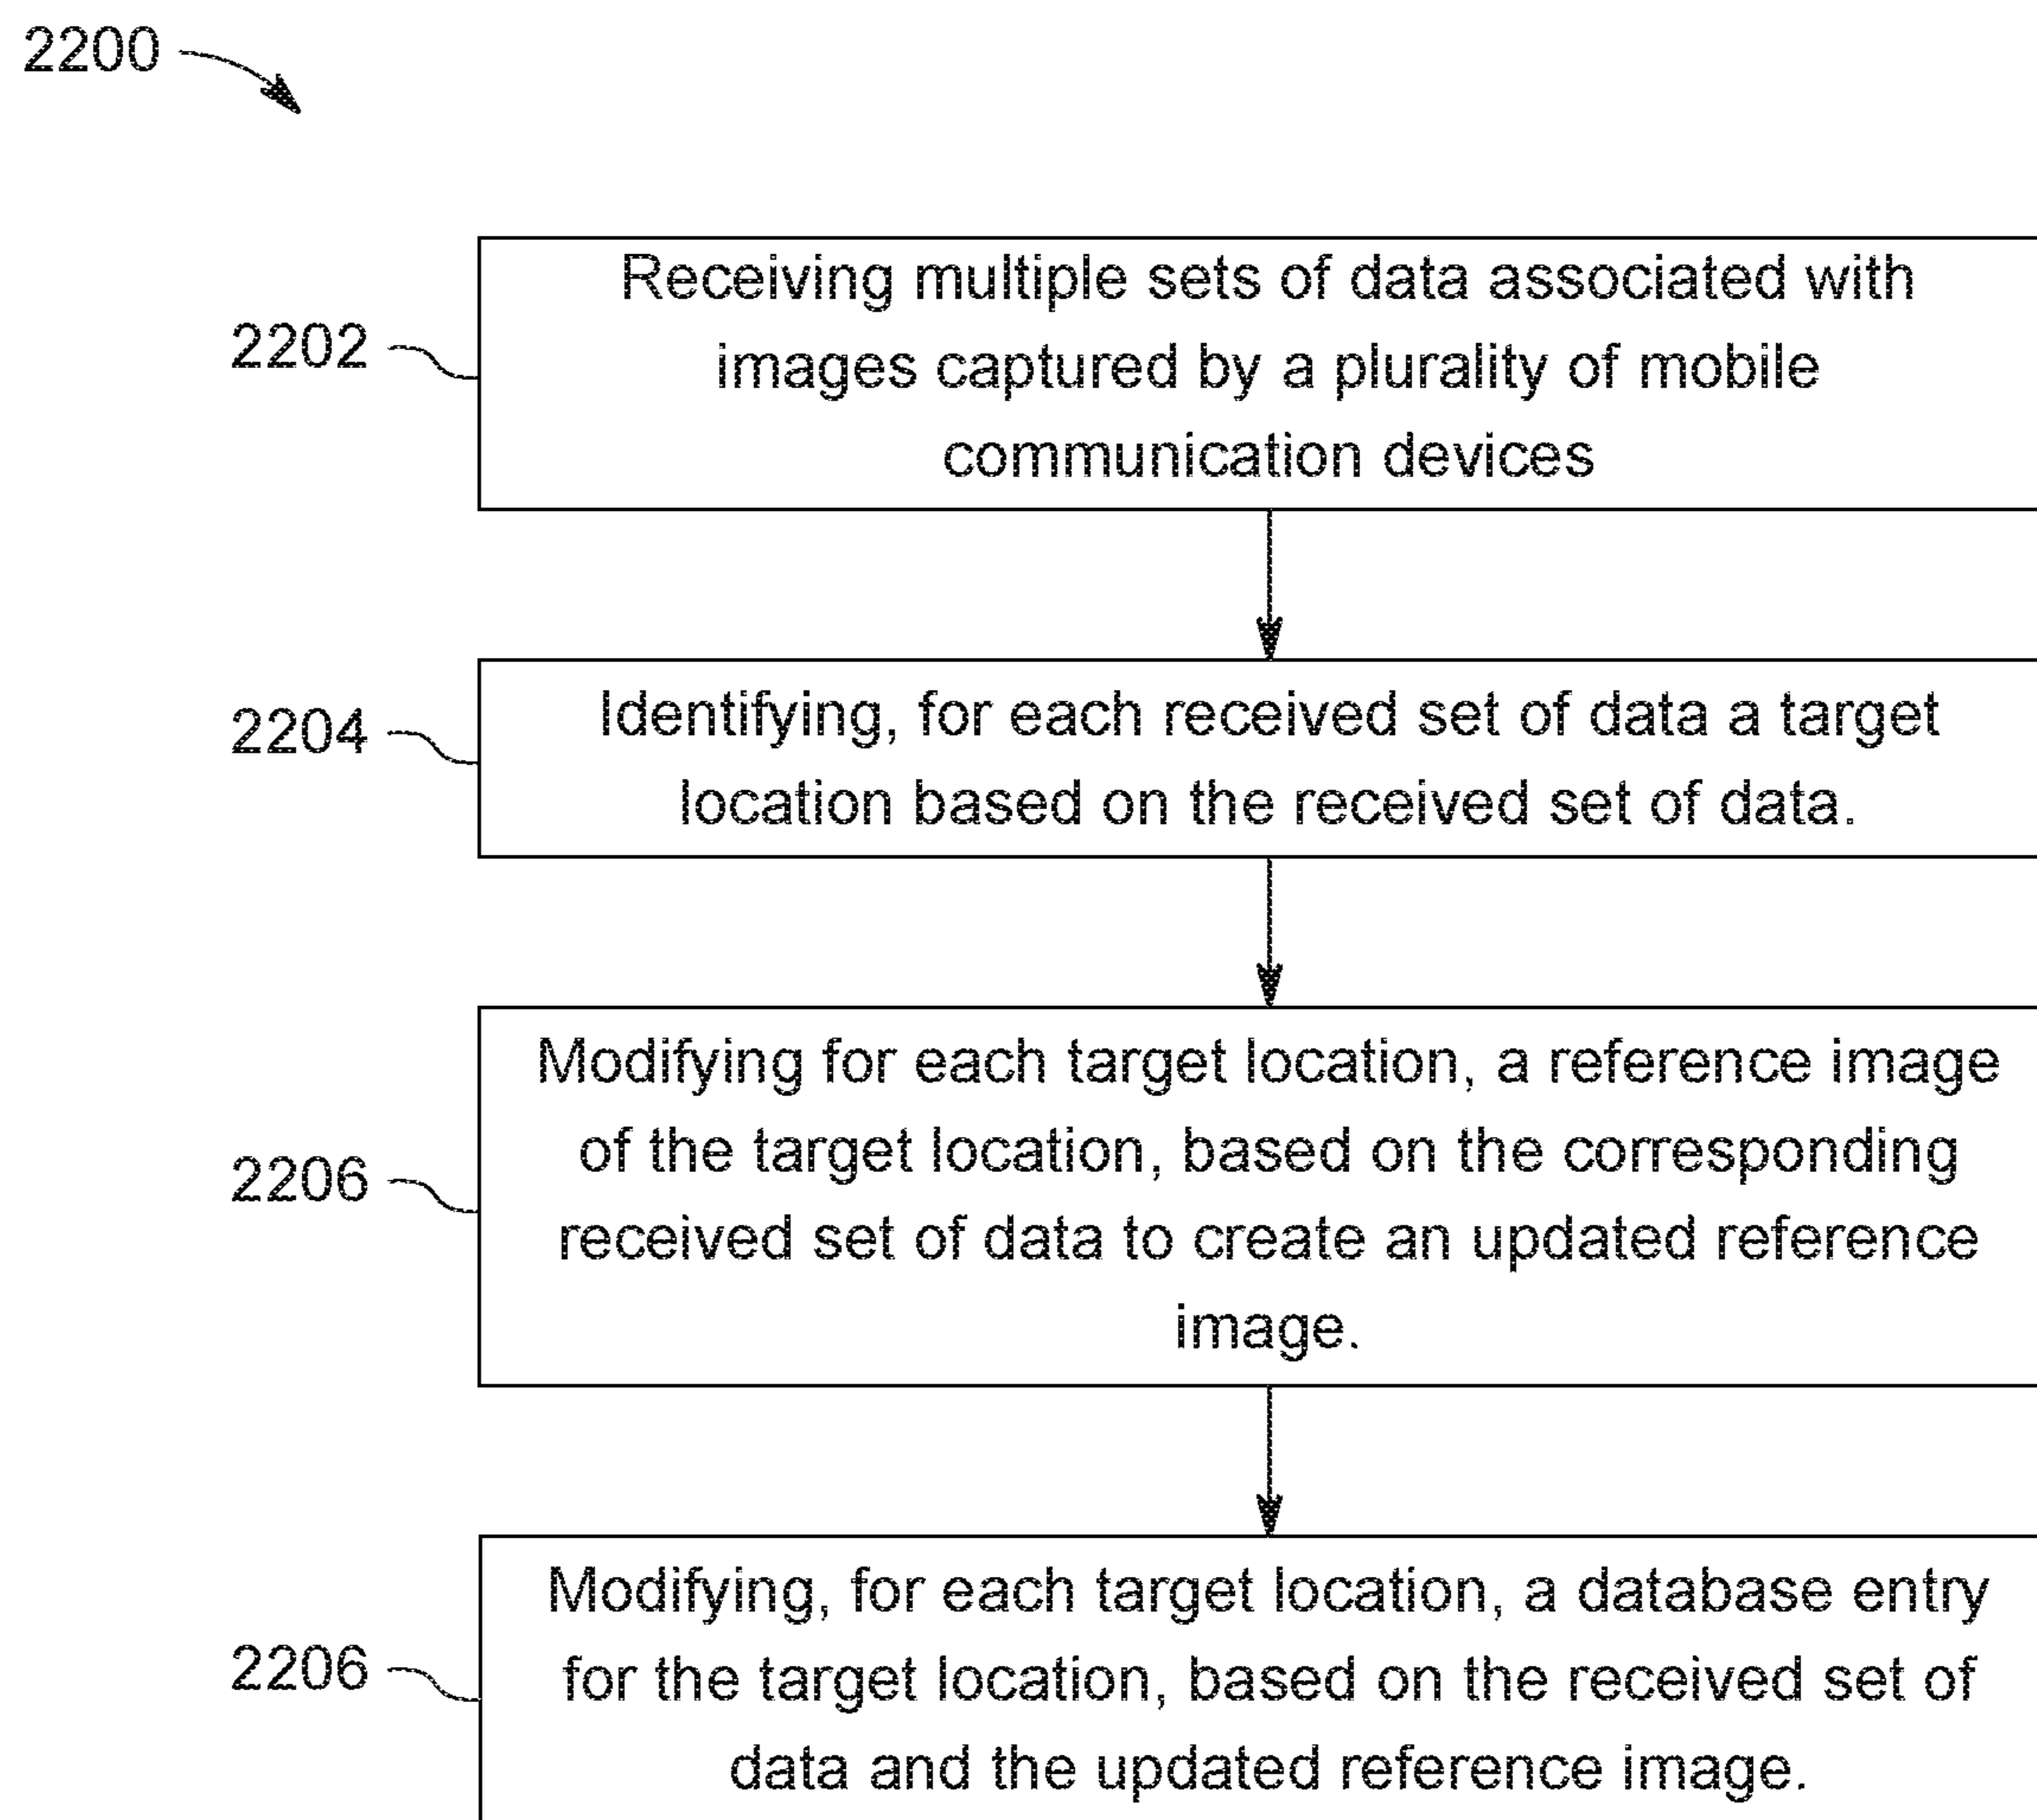 2200
2202
Receiving multiple sets of data associated with
images captured by a plurality of mobile
communication devices
2204
Identifying, for each received set of data a target
location based on the received set of data.
2206
Modifying for each target location, a reference image
of the target location, based on the corresponding
received set of data to create an updated reference
image.
2206
Modifying, for each target location, a database entry
for the target location, based on the received set of
data and the updated reference image.